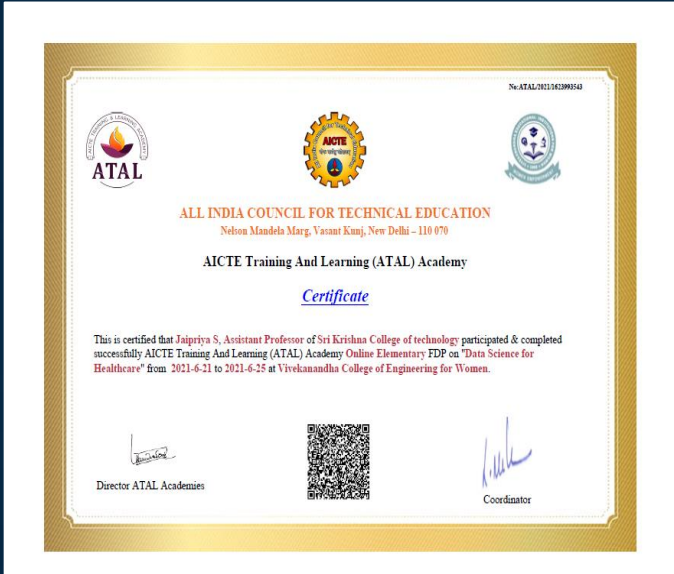 No:ATAL/2021/1623993543
AICTE TRAINING & LEARNING ACADEMY
ATAL
AICTE
ALL INDIA COUNCIL FOR TECHNICAL EDUCATION
Nelson Mandela Marg, Vasant Kunj, New Delhi – 110 070
AICTE Training And Learning (ATAL) Academy
Certificate
This is certified that Jaipriya S, Assistant Professor of Sri Krishna College of technology participated & completed
successfully AICTE Training And Learning (ATAL) Academy Online Elementary FDP on "Data Science for
Healthcare" from 2021-6-21 to 2021-6-25 at Vivekanandha College of Engineering for Women.
Director ATAL Academies
Coordinator